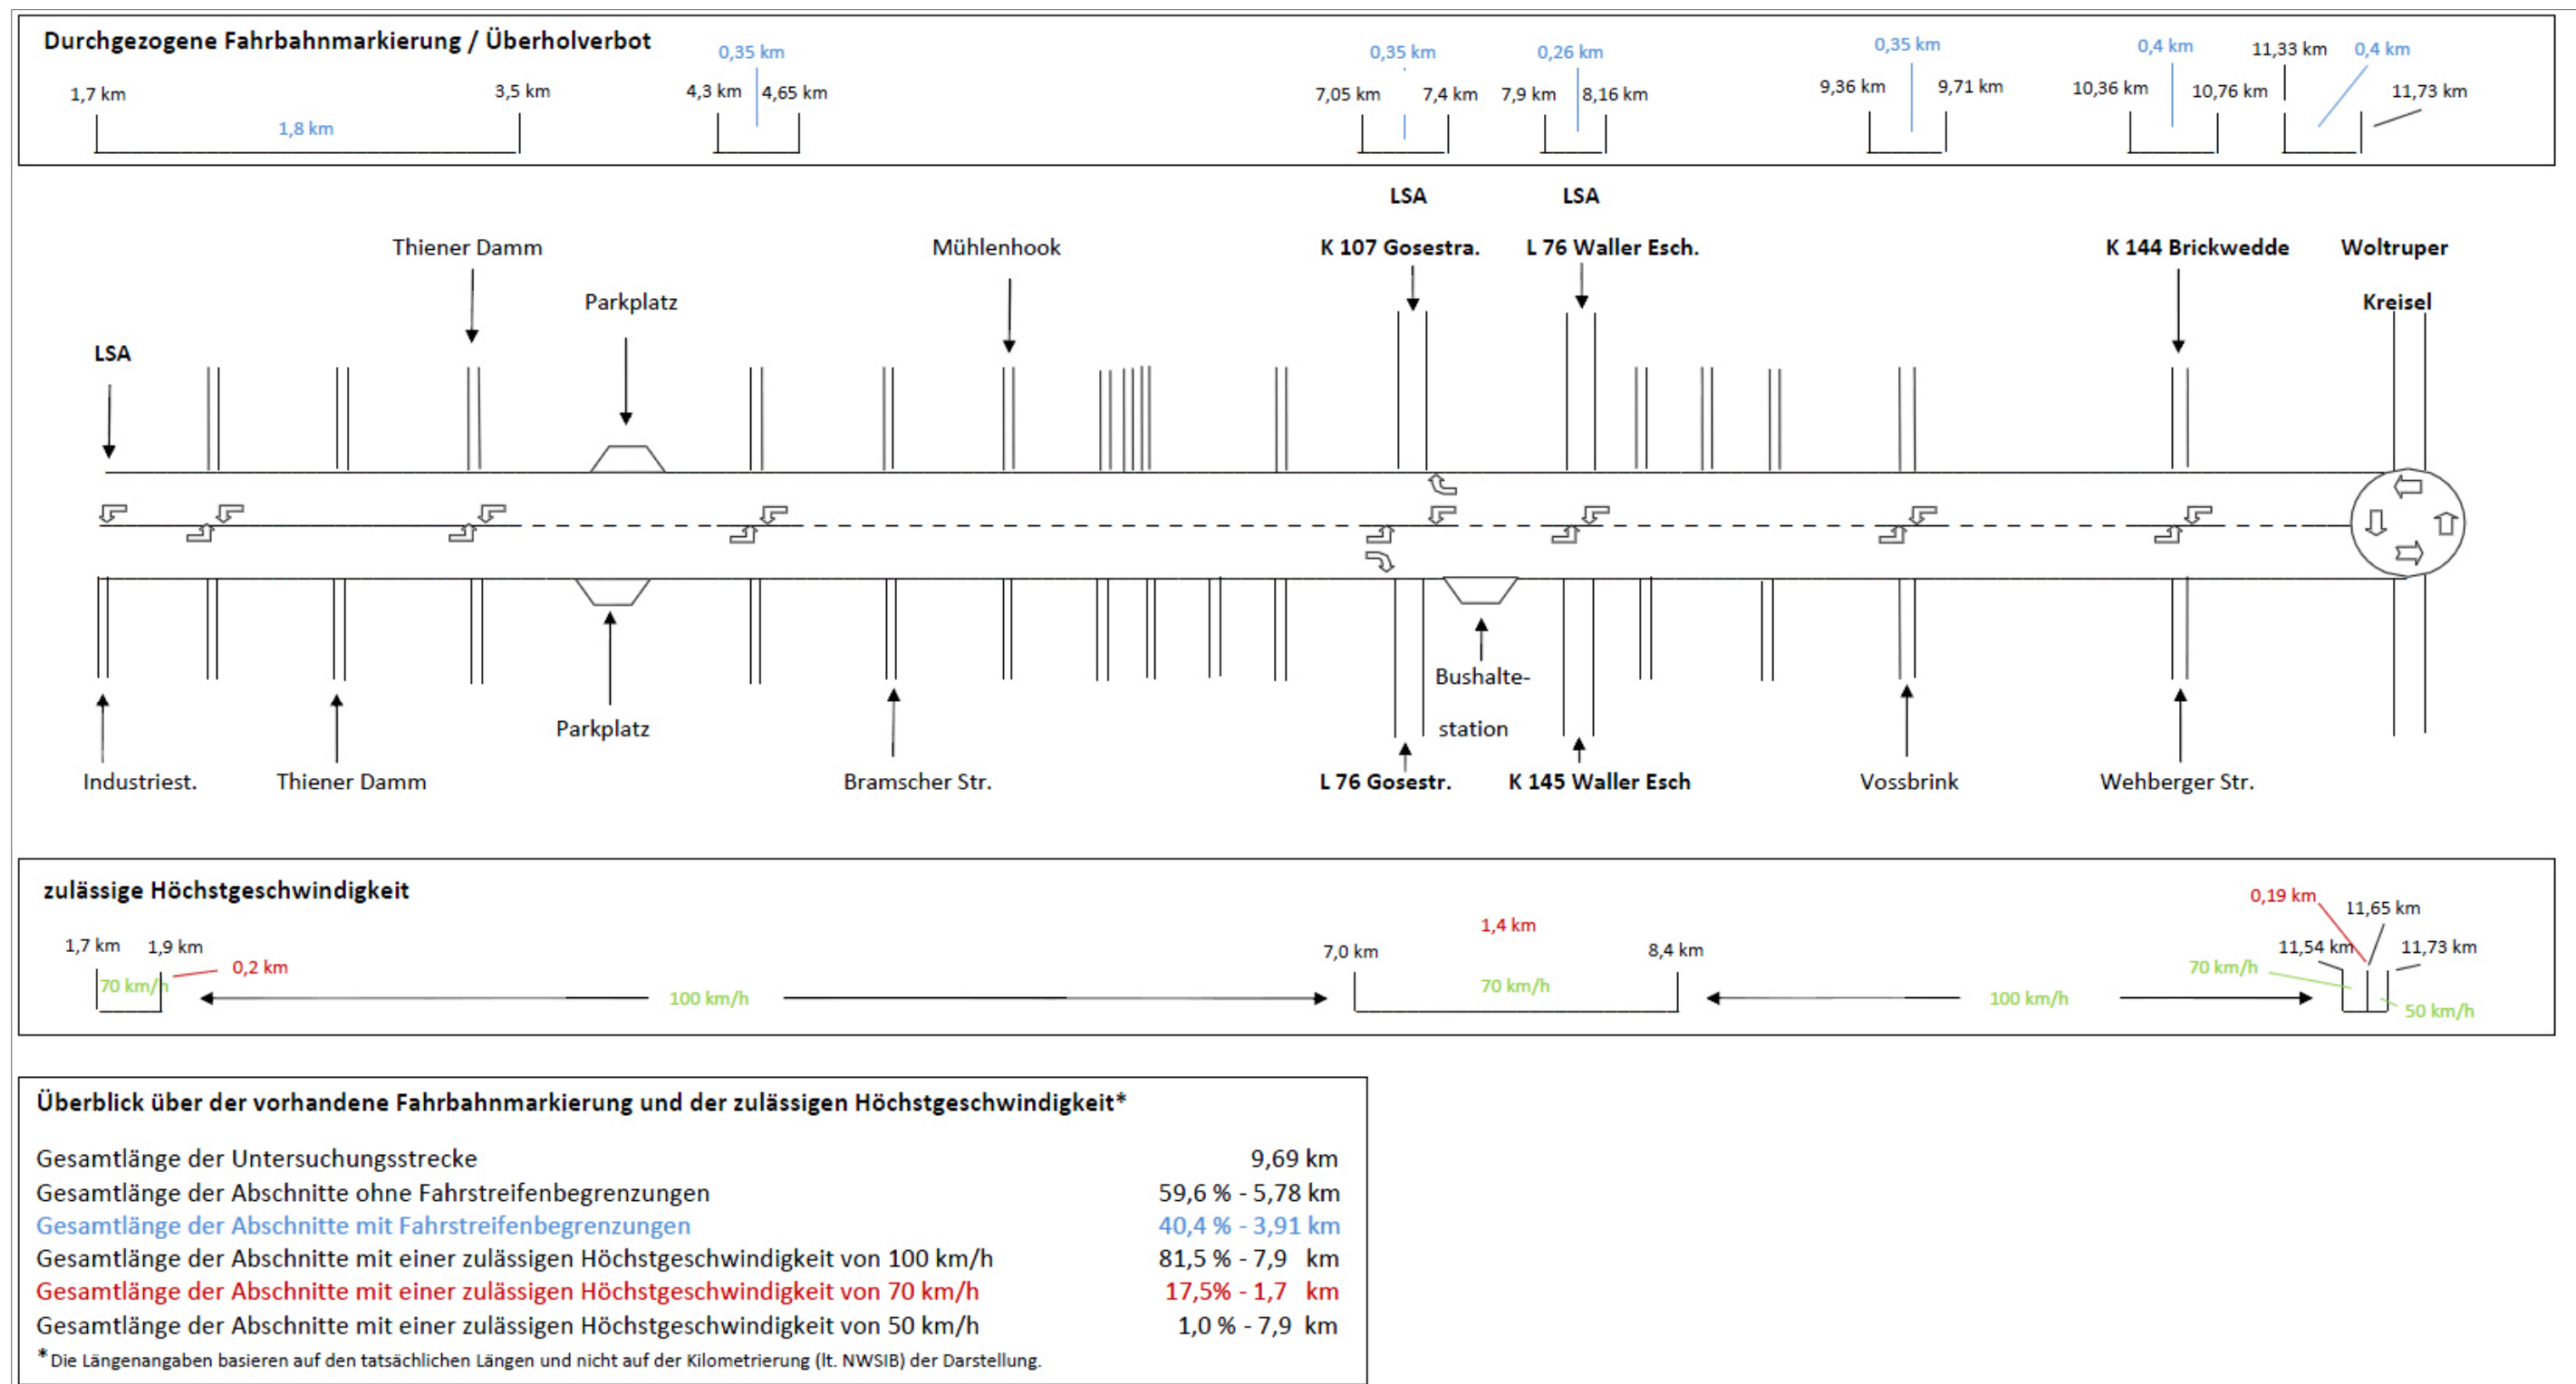 Durchgezogene Fahrbahnmarkierung / Überholverbot
1,7 km
3,5 km
1,8 km
0,35 km
4,3 km
4,65 km
0,35 km
7,05 km
7,4 km
0,26 km
7,9 km
8,16 km
0,35 km
9,36 km
9,71 km
0,4 km
10,36 km
10,76 km
11,33 km
0,4 km
11,73 km
LSA
LSA
Thiener Damm
Mühlenhook
K 107 Gosestra.
L 76 Waller Esch.
K 144 Brickwedde
Woltruper
Kreisel
Parkplatz
LSA
Bushalte-
station
Parkplatz
Industriest.
Thiener Damm
Bramscher Str.
L 76 Gosestr.
K 145 Waller Esch
Vossbrink
Wehberger Str.
zulässige Höchstgeschwindigkeit
1,7 km
1,9 km
70 km/h
0,2 km
100 km/h
7,0 km
1,4 km
8,4 km
70 km/h
100 km/h
0,19 km
11,65 km
11,54 km
11,73 km
70 km/h
50 km/h
Überblick über der vorhandene Fahrbahnmarkierung und der zulässigen Höchstgeschwindigkeit*
Gesamtlänge der Untersuchungsstrecke 9,69 km
Gesamtlänge der Abschnitte ohne Fahrstreifenbegrenzungen 59,6 % - 5,78 km
Gesamtlänge der Abschnitte mit Fahrstreifenbegrenzungen 40,4 % - 3,91 km
Gesamtlänge der Abschnitte mit einer zulässigen Höchstgeschwindigkeit von 100 km/h 81,5 % - 7,9 km
Gesamtlänge der Abschnitte mit einer zulässigen Höchstgeschwindigkeit von 70 km/h 17,5% - 1,7 km
Gesamtlänge der Abschnitte mit einer zulässigen Höchstgeschwindigkeit von 50 km/h 1,0 % - 7,9 km
*Die Längenangaben basieren auf den tatsächlichen Längen und nicht auf der Kilometrierung (lt. NWSIB) der Darstellung.